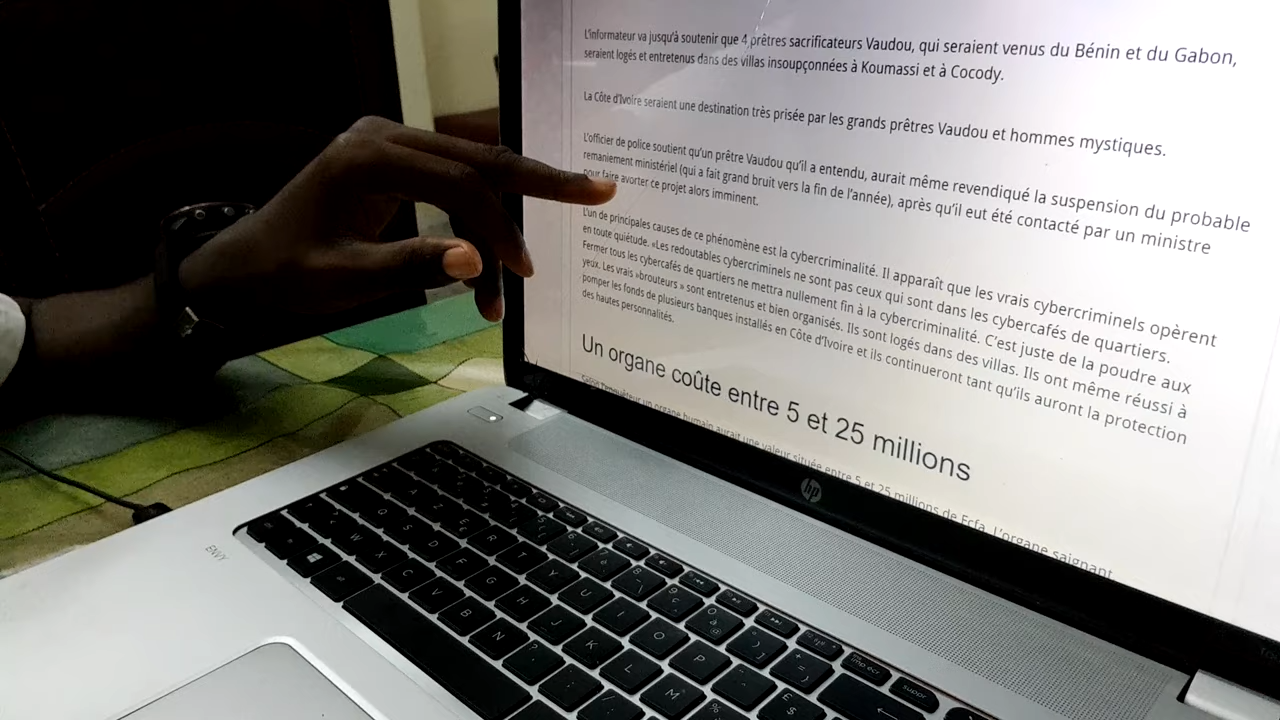 L'informateur va jusqu'à soutenir que 4 prêtres sacrificateurs Vaudou, qui seraient venus du Bénin et du Gabon,
seraient logés et entretenus dans des villas insoupçonnées à Koumassi et à Cocody.
La Côte d'Ivoire seraient une destination très prisée par les grands prêtres Vaudou et hommes mystiques.
L'officier de police soutient qu'un prêtre Vaudou qu'il a entendu, aurait même revendiqué la suspension du probable
remaniement ministériel (qui a fait grand bruit vers la fin de l'année), après qu'il eut été contacté par un ministre
pour faire avorter ce projet alors imminent.
L'un de principales causes de ce phénomène est la cybercriminalité. Il apparaît que les vrais cybercriminels opèrent
en toute quiétude. «Les redoutables cybercriminels ne sont pas ceux qui sont dans les cybercafés de quartiers.
Fermer tous les cybercafés de quartiers ne mettra nullement fin à la cybercriminalité. C'est juste de la poudre aux
yeux. Les vrais «brouteurs » sont entretenus et bien organisés. Ils sont logés dans des villas. Ils ont même réussi à
pomper les fonds de plusieurs banques installés en Côte d'Ivoire et ils continueront tant qu'ils auront la protection
des hautes personnalités.
Un organe coûte entre 5 et 25 millions
un organe humain aurait une valeur située entre 5 et 25 millions de Fcfa. L'organe saignant
hp
ENVY
A Z E R T Y U I O P
Q S D F G H J K L M
W X C V B N
imp écr
suppr